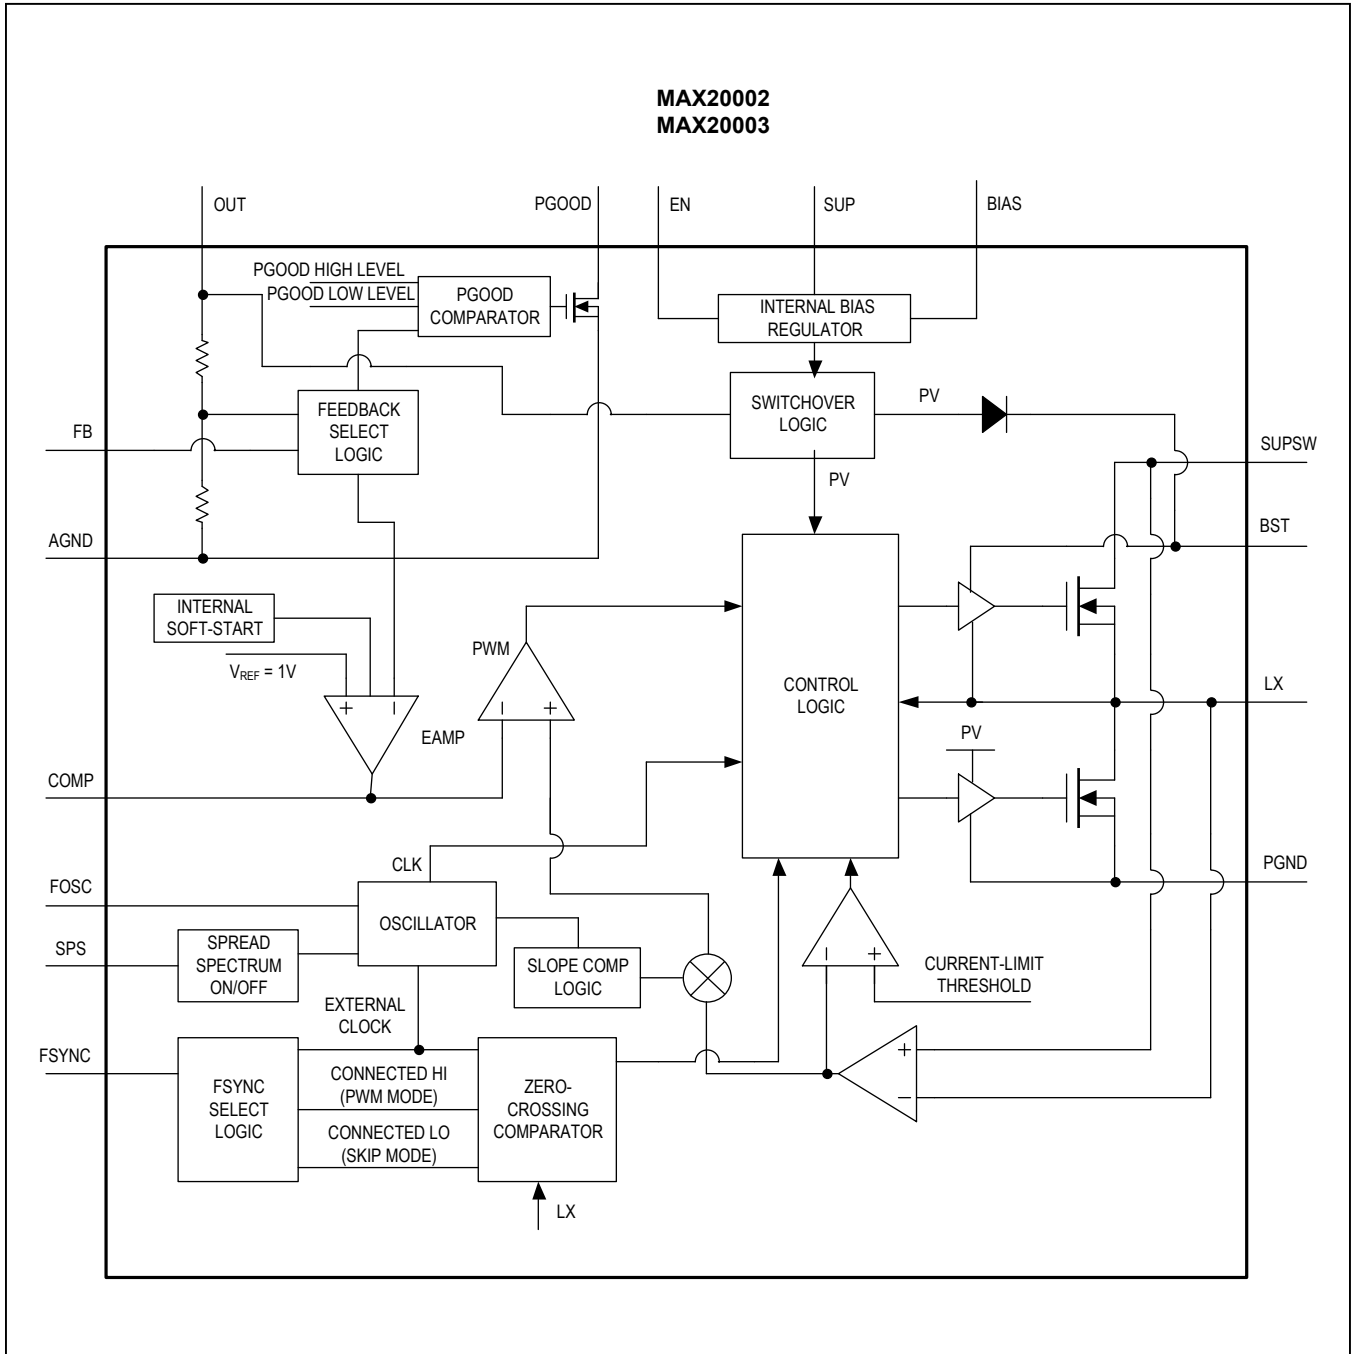 MAX20002
MAX20003
OUT
PGOOD
EN
SUP
BIAS
PGOOD HIGH LEVEL
PGOOD LOW LEVEL
PGOOD
COMPARATOR
INTERNAL BIAS
REGULATOR
FEEDBACK
SELECT
LOGIC
SWITCHOVER
LOGIC
PV
FB
SUPSW
PV
AGND
BST
INTERNAL
SOFT-START
VREF = 1V
PWM
CONTROL
LOGIC
LX
+
–
–
+
EAMP
PV
COMP
CLK
FOSC
OSCILLATOR
PGND
SPS
SPREAD
SPECTRUM
ON/OFF
SLOPE COMP
LOGIC
–
+
CURRENT-LIMIT
THRESHOLD
EXTERNAL
CLOCK
FSYNC
FSYNC
SELECT
LOGIC
CONNECTED HI
(PWM MODE)
CONNECTED LO
(SKIP MODE)
ZERO-
CROSSING
COMPARATOR
+
–
LX